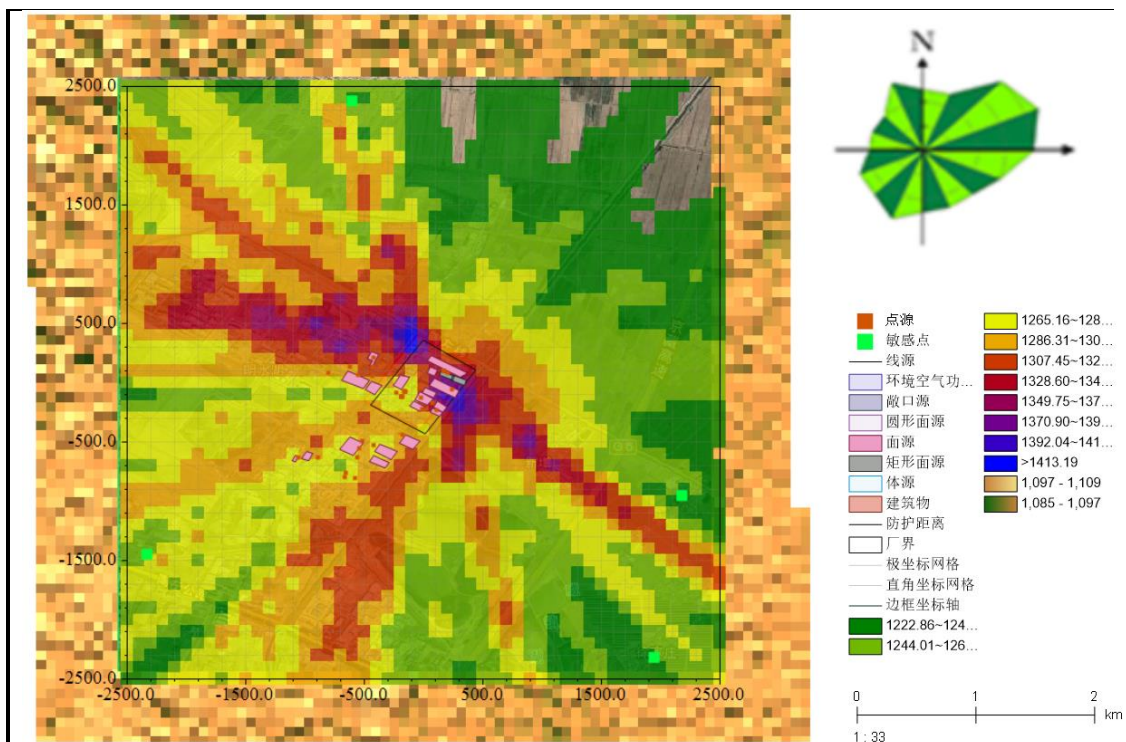 N
2500.0
1500.0
500.0
-500.0
-1500.0
-2500.0
-2500.0
-1500.0
-500.0
500.0
1500.0
2500.0
点源
敏感点
线源
环境空气功...
敞口源
圆形面源
面源
矩形面源
体源
建筑物
防护距离
厂界
极坐标网格
直角坐标网格
边框坐标轴
1222.86~124...
1244.01~126...
1265.16~128...
1286.31~130...
1307.45~132...
1328.60~134...
1349.75~137...
1370.90~139...
1392.04~141...
>1413.19
1,097 - 1,109
1,085 - 1,097
0
1
2
km
1 : 33